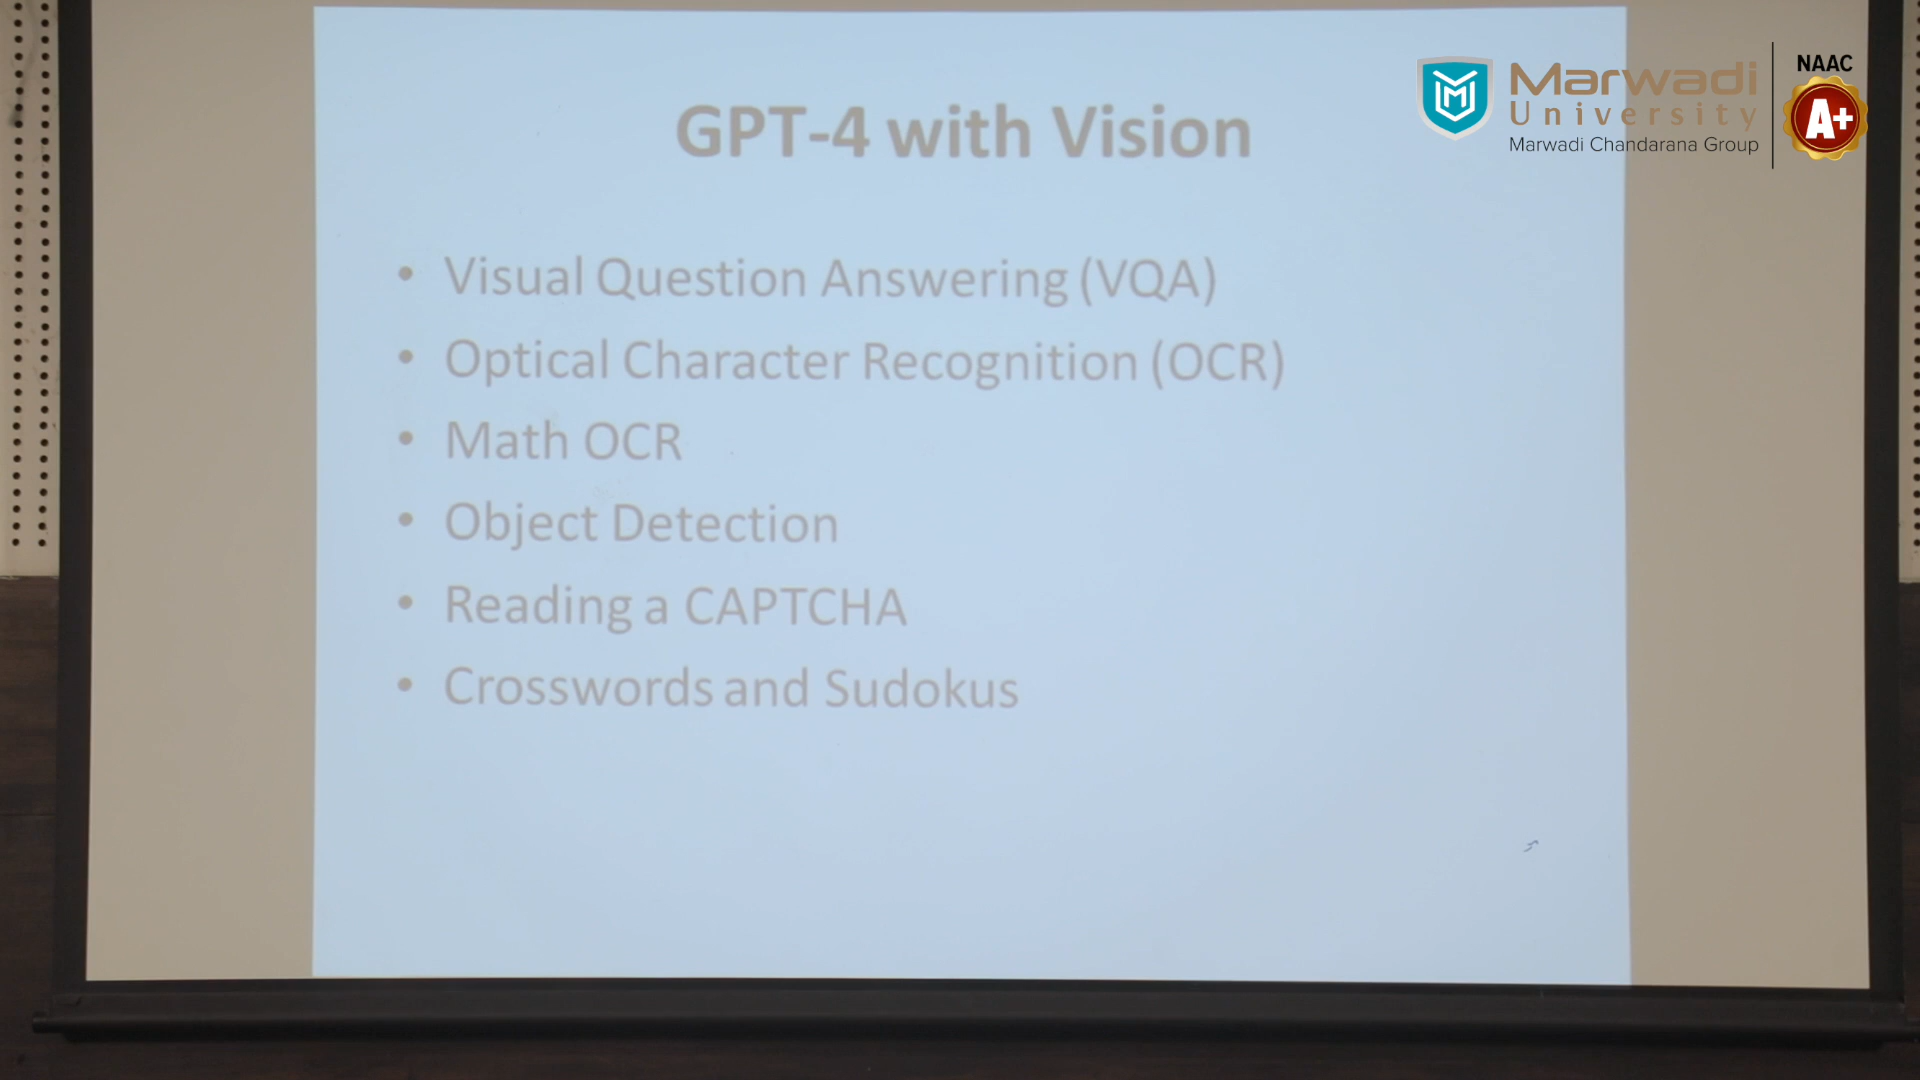 GPT-4 with Vision
• Visual Question Answering (VQA)
• Optical Character Recognition (OCR)
• Math OCR
• Object Detection
• Reading a CAPTCHA
• Crosswords and Sudokus
Marwadi
University
Marwadi Chandarana Group
NAAC
A+